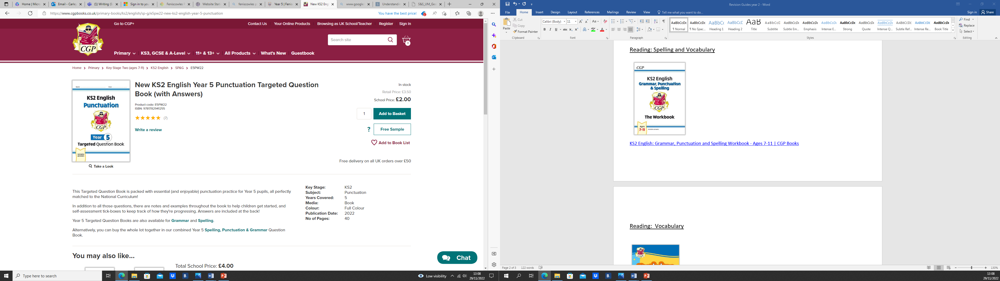 Home | Micro
Email - Carley
(1) Writing (E
Sign in to you
Feniscowles P
Website Stati
feniscowles p
Year 5 | Fenis
New KS2 Eng
www.google
Understandin
S&S_UM_Geo
https://www.cgpbooks.co.uk/primary-books/ks2/english/sp-g/e5pw22-new-ks2-english-year-5-punctuation
You have the best price!
Go to CGP+
Contact Us
Your Online Products
Browsing as UK School/Teacher
Register
Sign In
CGP
Search site
0
Primary
KS3, GCSE & A-Level
11+ & 13+
All Products
What's New
Guestbook
Home > Primary > Key Stage Two (ages 7-11) > KS2 English > SP&G > E5PW22
Name:
Class:
KS2 English
Punctuation
CGP
Year 5
Targeted Question Book
Includes
answers
Take a Look
New KS2 English Year 5 Punctuation Targeted Question
Book (with Answers)
Product code: E5PW22
ISBN: 9781782941255
(7)
Write a review
In stock
Retail Price: £3.50
School Price: £2.00
1
Add to Basket
?
Free Sample
Add to Book List
Free delivery on all UK orders over £50
This Targeted Question Book is packed with essential (and enjoyable) punctuation practice for Year 5 pupils, all perfectly
matched to the National Curriculum!
In addition to all those questions, there are notes and examples throughout the book to help children get started, and
self-assessment tick-boxes to keep track of how they're progressing. Answers are included at the back!
Year 5 Targeted Question Books are also available for Grammar and Spelling.
Alternatively, you can buy the whole lot together in our combined Year 5 Spelling, Punctuation & Grammar Question
Book.
Key Stage: KS2
Subject: Punctuation
Years Covered: 5
Media: Book
Colour: Full Colour
Publication Date: 2022
No of Pages: 40
You may also like...
Total School Price: £4.00
Chat
Type here to search
Low visibility
13:08
29/11/2022
Revision Guides year 2 - Word
File
Home
Insert
Design
Layout
References
Mailings
Review
View
Tell me what you want to do...
Sign in
Share
Paste
Cut
Copy
Format Painter
Clipboard
Calibri (Body)
11
Font
Paragraph
¶ Normal
¶ No Spac...
Heading 1
Heading 2
Title
Subtitle
Subtle Em...
Emphasis
Intense E...
Strong
Quote
Intense Q...
Subtle Ref...
Intense Re...
Book Title
Styles
Find
Replace
Select
Editing
Reading: Spelling and Vocabulary
CGP
KS2 English
Grammar, Punctuation
& Spelling
CGP
The Workbook
Ages
7-11
Includes answers
KS2 English: Grammar, Punctuation and Spelling Workbook - Ages 7-11 | CGP Books
Reading: Vocabulary
CGP
Page 2 of 3
122 words
130%
13:08
29/11/2022